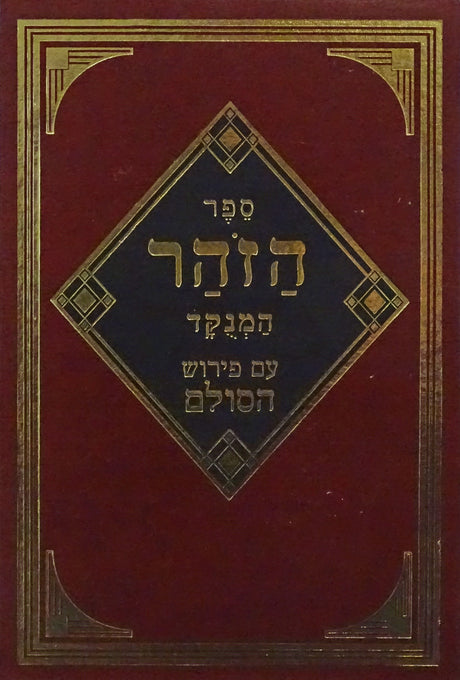 סֵפֶר
הַזֹּהַר
הַמְנֻקָּד
עם פירוש
הסולם